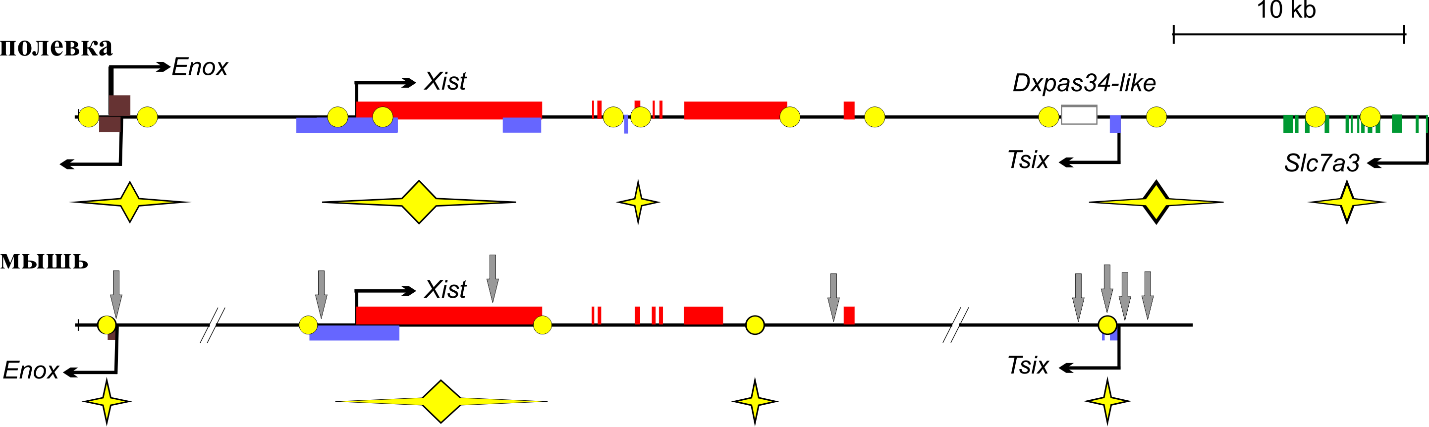 10 kb
полевка
Enox
Xist
Dxpas34-like
Tsix
Slc7a3
мышь
Xist
Enox
Tsix